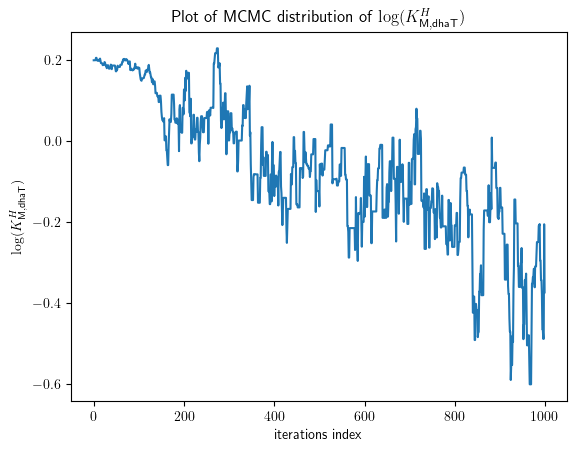 Plot of MCMC distribution of log(K^H_M,dhaT)
log(K^H_M,dhaT)
0.2
0.0
−0.2
−0.4
−0.6
0 200 400 600 800 1000
iterations index